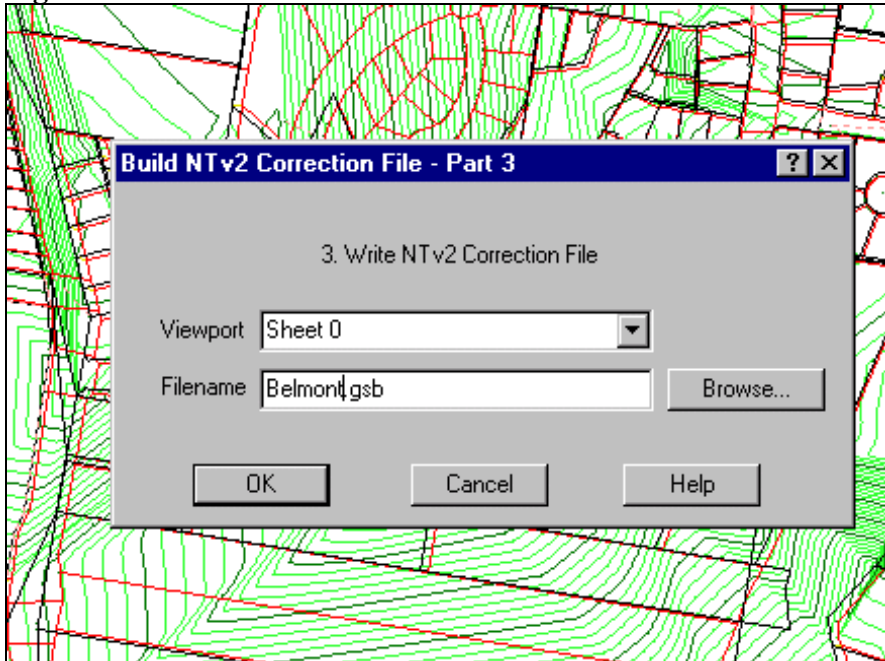 Build NTv2 Correction File - Part 3
3. Write NTv2 Correction File
Viewport Sheet 0
Filename Belmont.gsb Browse...
OK Cancel Help